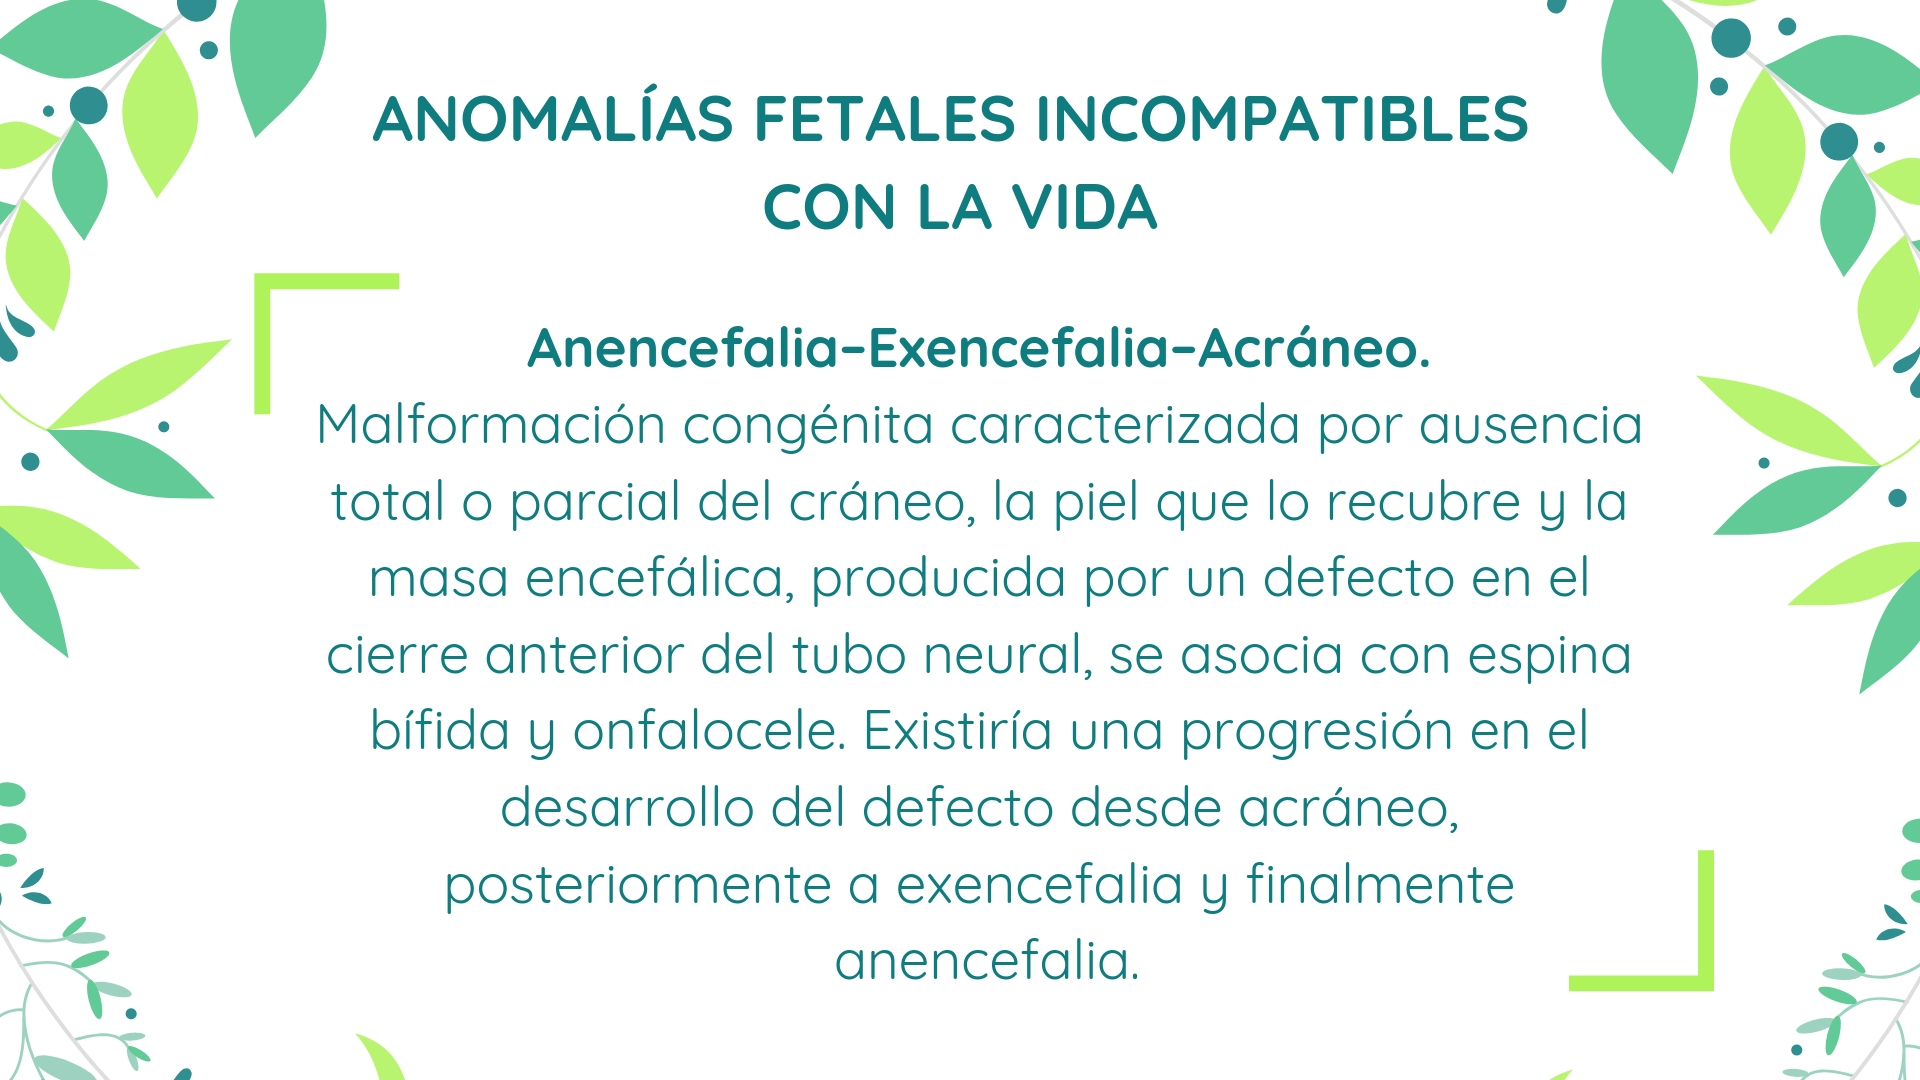 ANOMALÍAS FETALES INCOMPATIBLES
CON LA VIDA
Anencefalia–Exencefalia–Acráneo.
Malformación congénita caracterizada por ausencia
total o parcial del cráneo, la piel que lo recubre y la
masa encefálica, producida por un defecto en el
cierre anterior del tubo neural, se asocia con espina
bífida y onfalocele. Existiría una progresión en el
desarrollo del defecto desde acráneo,
posteriormente a exencefalia y finalmente
anencefalia.